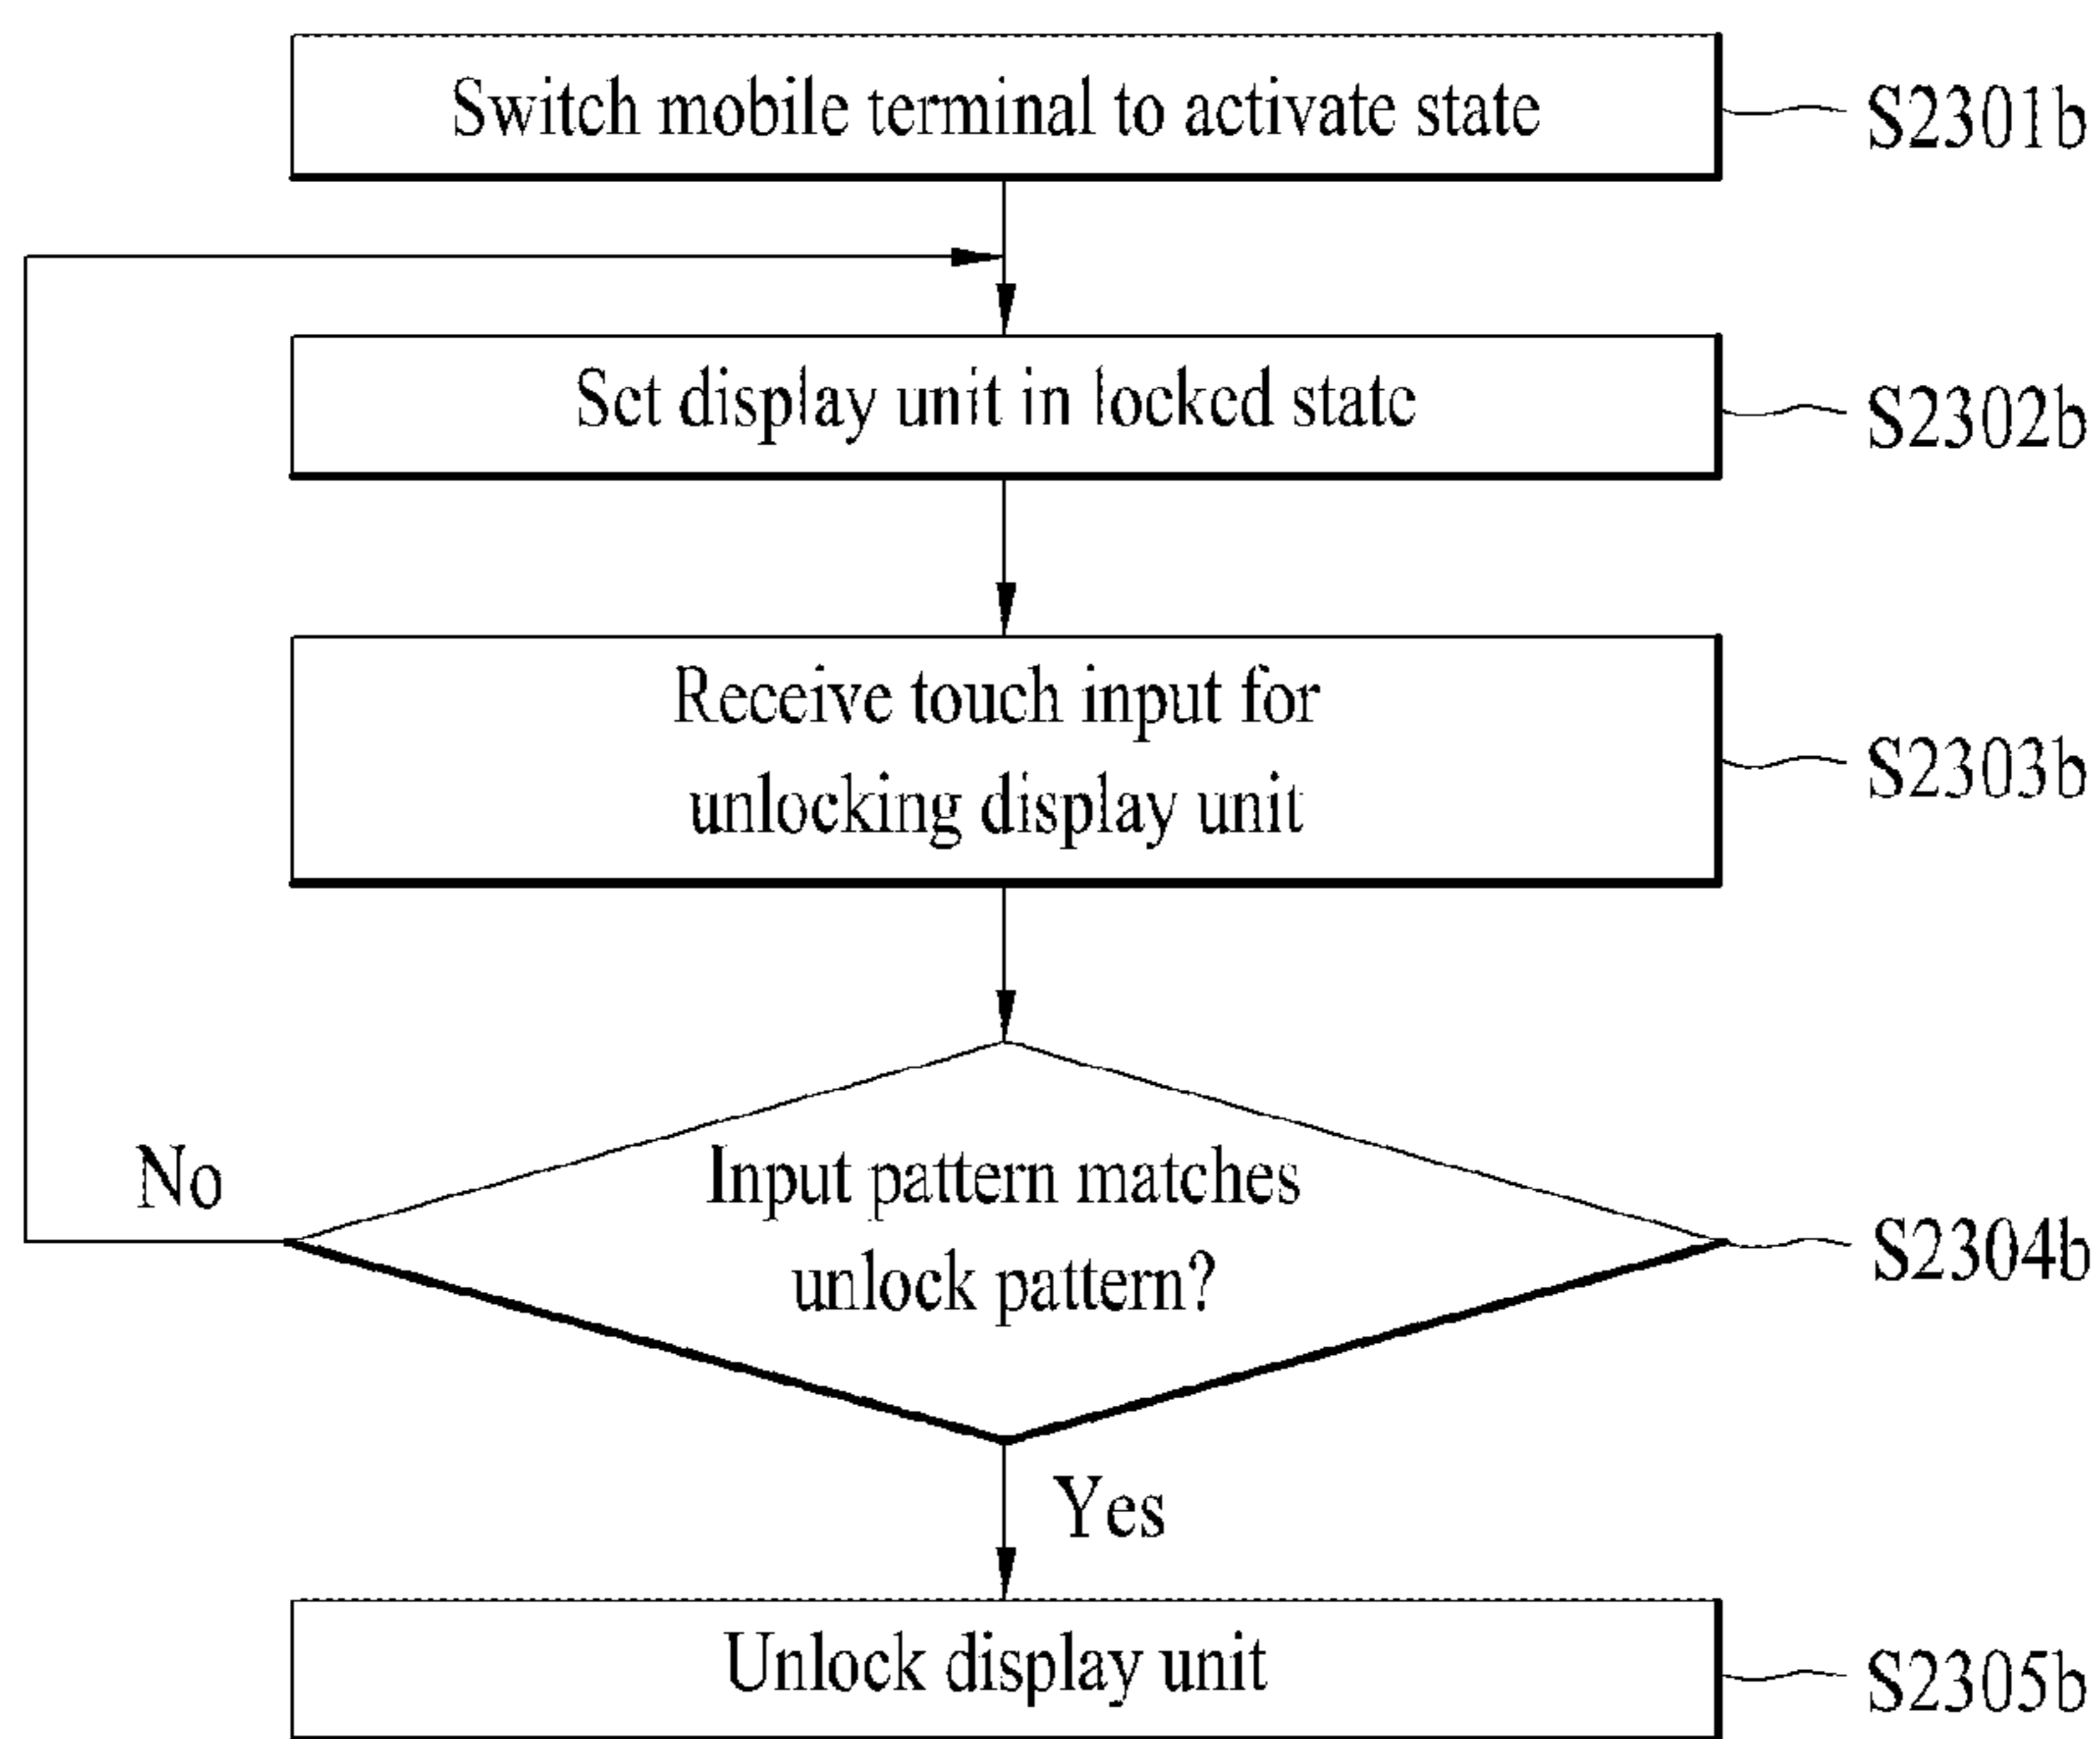 Switch mobile terminal to activate state
S2301b
Set display unit in locked state
S2302b
Receive touch input for
unlocking display unit
S2303b
No
Input pattern matches
unlock pattern?
S2304b
Yes
Unlock display unit
S2305b